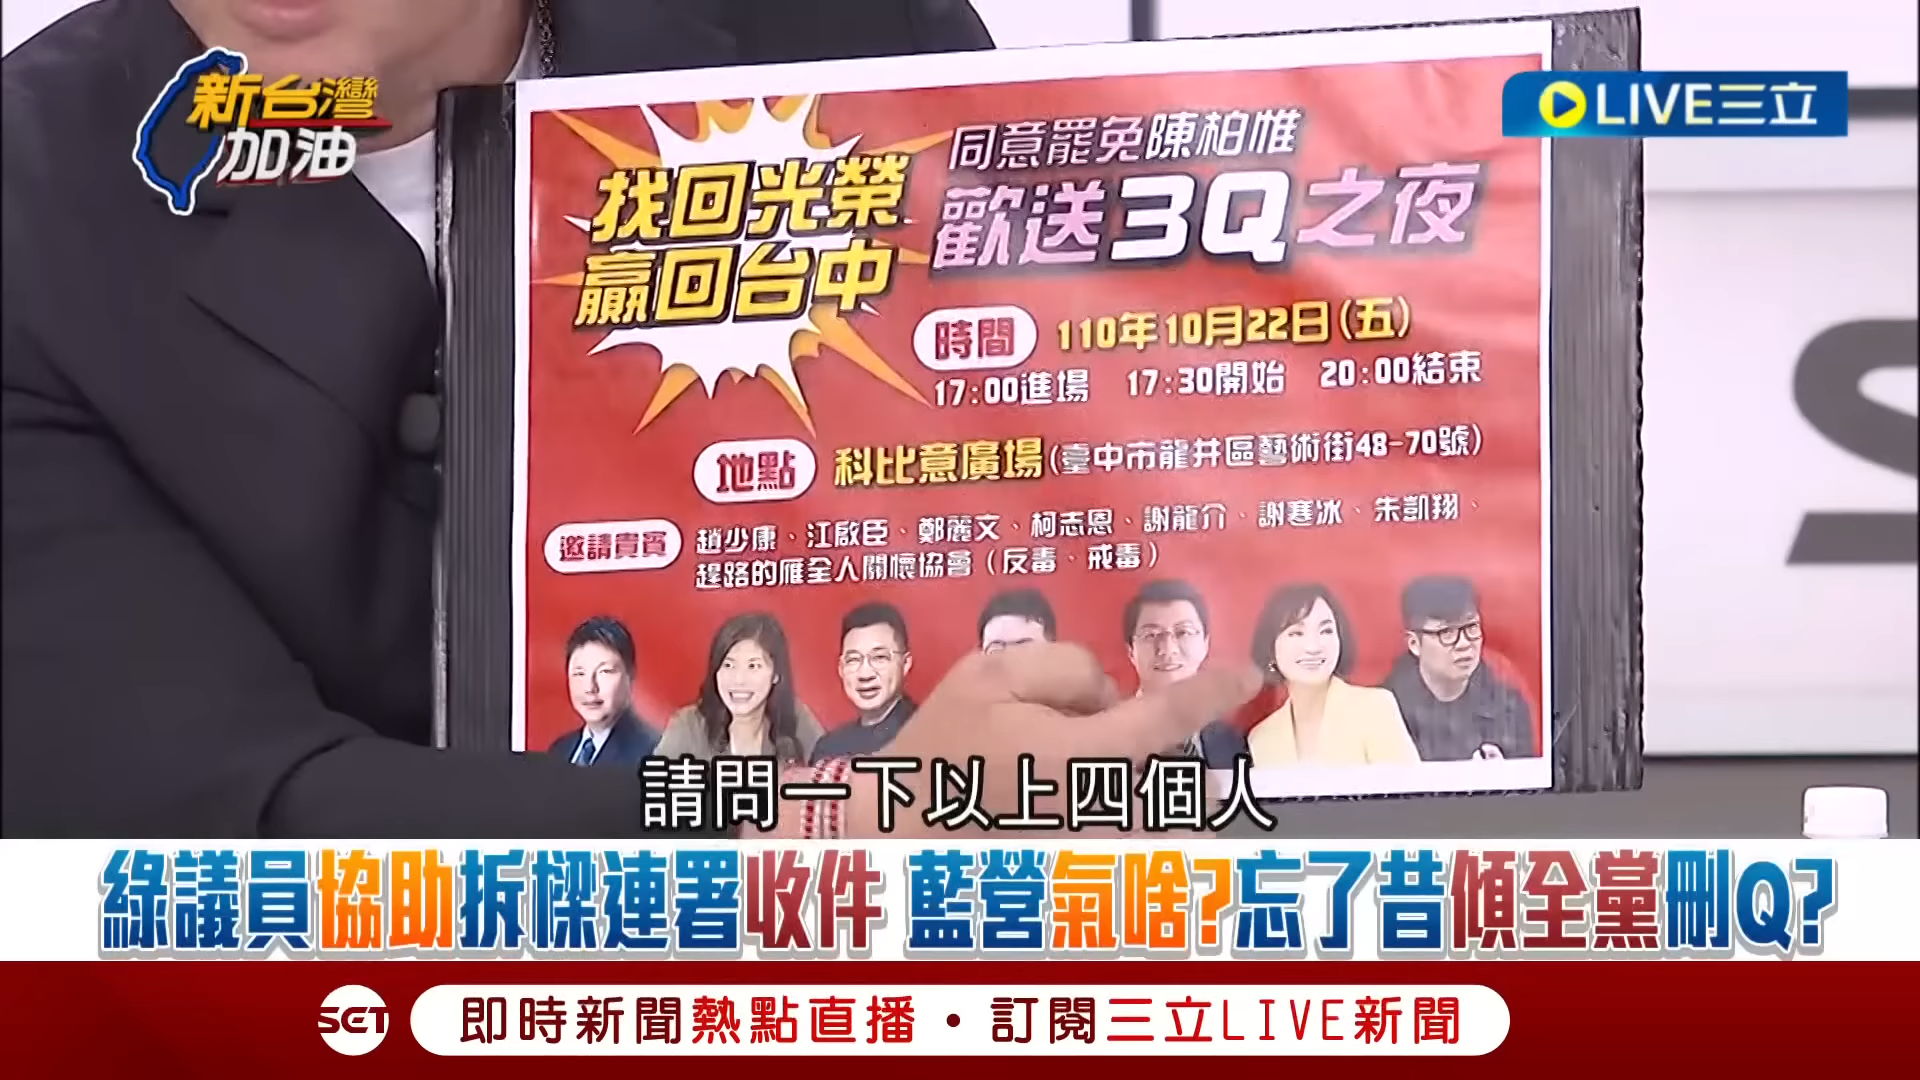 新台灣
加油
LIVE三立
找回光榮
贏回台中
同意罷免陳柏惟
歡送3Q之夜
時間 110年10月22日(五)
17:00進場 17:30開始 20:00結束
地點 科比意廣場(臺中市龍井區藝術街48-70號)
邀請貴賓 趙少康、江啟臣、鄭麗文、柯志恩、謝龍介、謝寒冰、朱凱翔、
趕路的雁全人關懷協會(反毒、戒毒)
請問一下以上四個人
綠議員協助拆樑連署收件 藍營氣啥?忘了昔傾全黨刪Q?
SET 即時新聞熱點直播・訂閱三立LIVE新聞